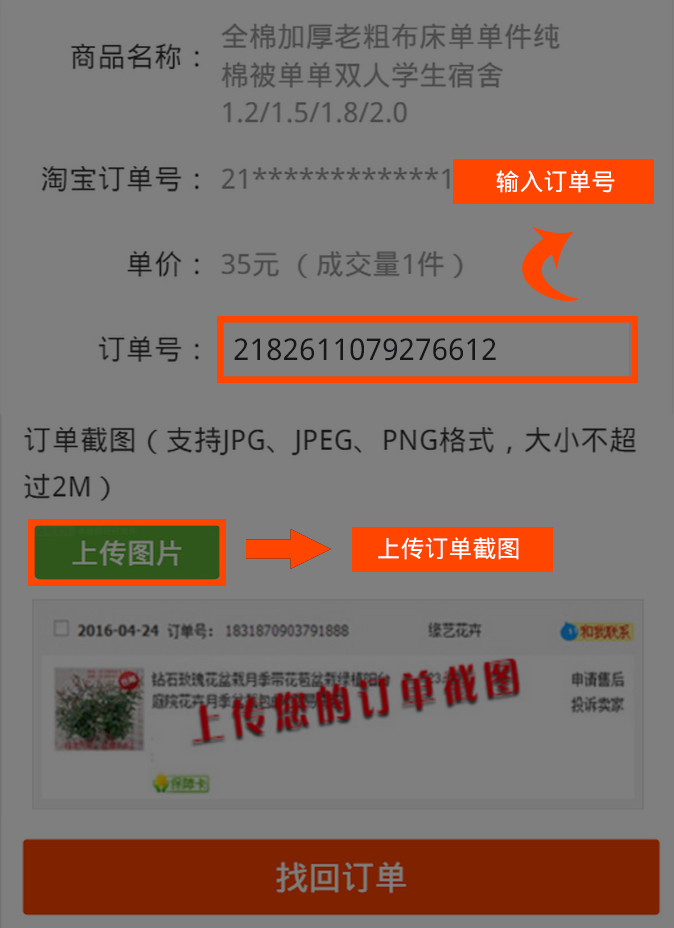 商品名称：
全棉加厚老粗布床单单件纯
棉被单单双人学生宿舍
1.2/1.5/1.8/2.0
淘宝订单号：
21************1
输入订单号
单价：
35元 （成交量1件）
订单号：
2182611079276612
订单截图（支持JPG、JPEG、PNG格式，大小不超
过2M）
上传图片
上传订单截图
2016-04-24 订单号： 1831870903791888
缘艺花卉
和我联系
钻石玫瑰花盆栽月季带花苞盆栽绿植阳台
庭院花卉月季盆栽
申请售后
投诉卖家
上传您的订单截图
保障卡
找回订单